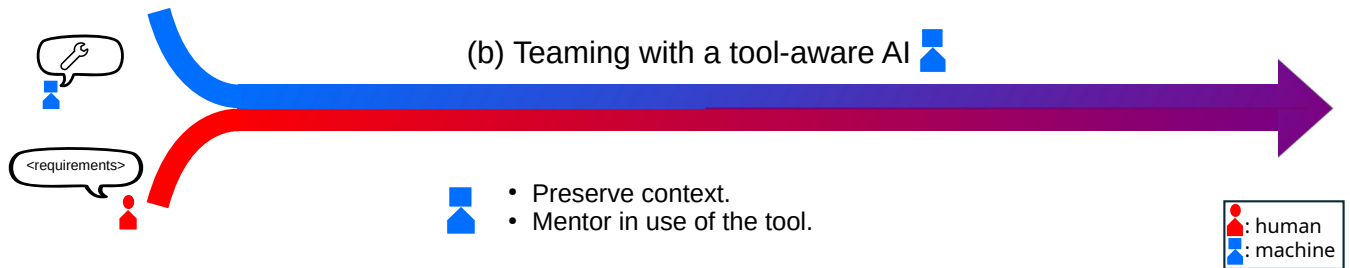 (b) Teaming with a tool-aware AI
<requirements>
• Preserve context.
• Mentor in use of the tool.
: human
: machine